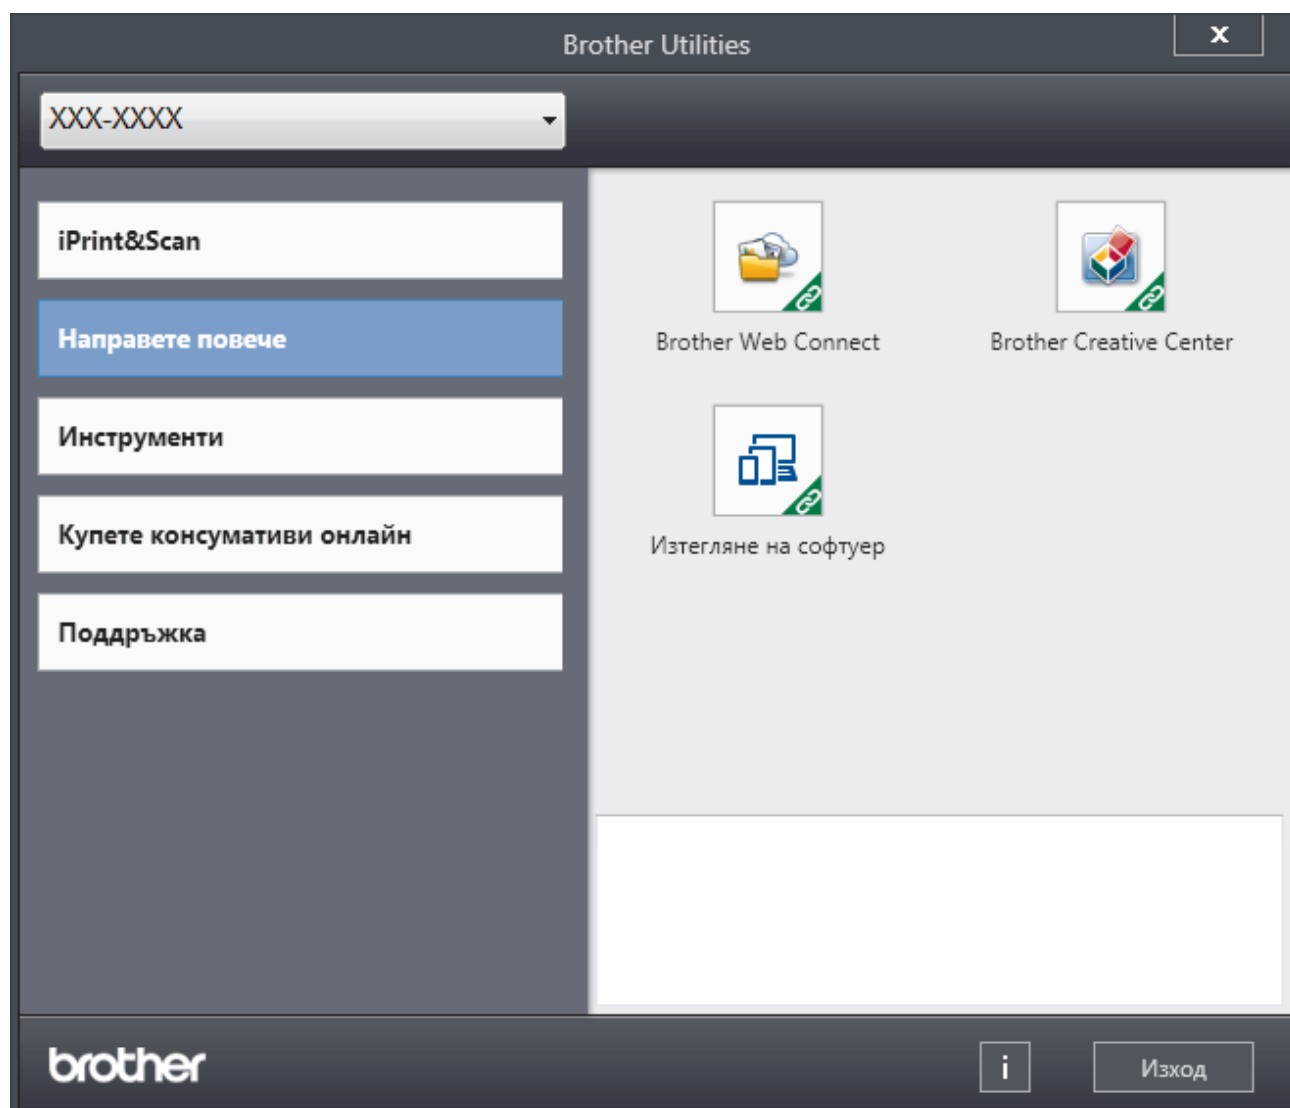 Brother Utilities
x
XXX-XXXX
iPrint&Scan
Направете повече
Инструменти
Купете консумативи онлайн
Поддръжка
Brother Web Connect
Brother Creative Center
Изтегляне на софтуер
brother
i
Изход